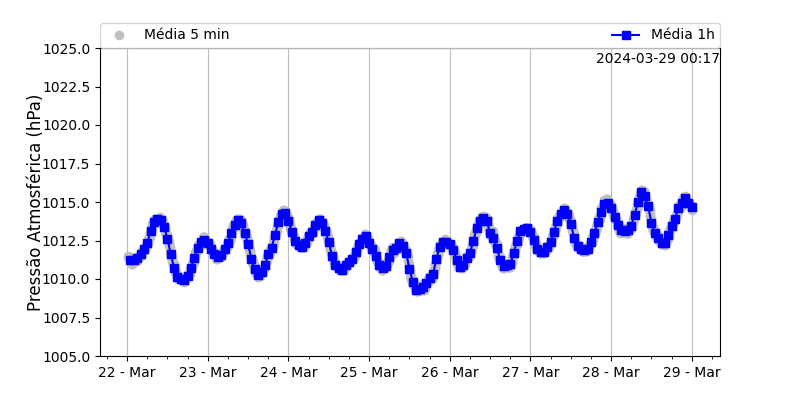 Média 5 min
Média 1h
2024-03-29 00:17
Pressão Atmosférica (hPa)
1025.0
1022.5
1020.0
1017.5
1015.0
1012.5
1010.0
1007.5
1005.0
22 - Mar
23 - Mar
24 - Mar
25 - Mar
26 - Mar
27 - Mar
28 - Mar
29 - Mar